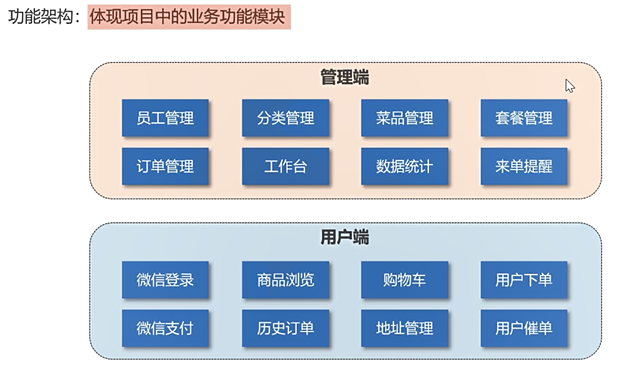 功能架构：体现项目中的业务功能模块
管理端
员工管理 分类管理 菜品管理 套餐管理
订单管理 工作台 数据统计 来单提醒
用户端
微信登录 商品浏览 购物车 用户下单
微信支付 历史订单 地址管理 用户催单